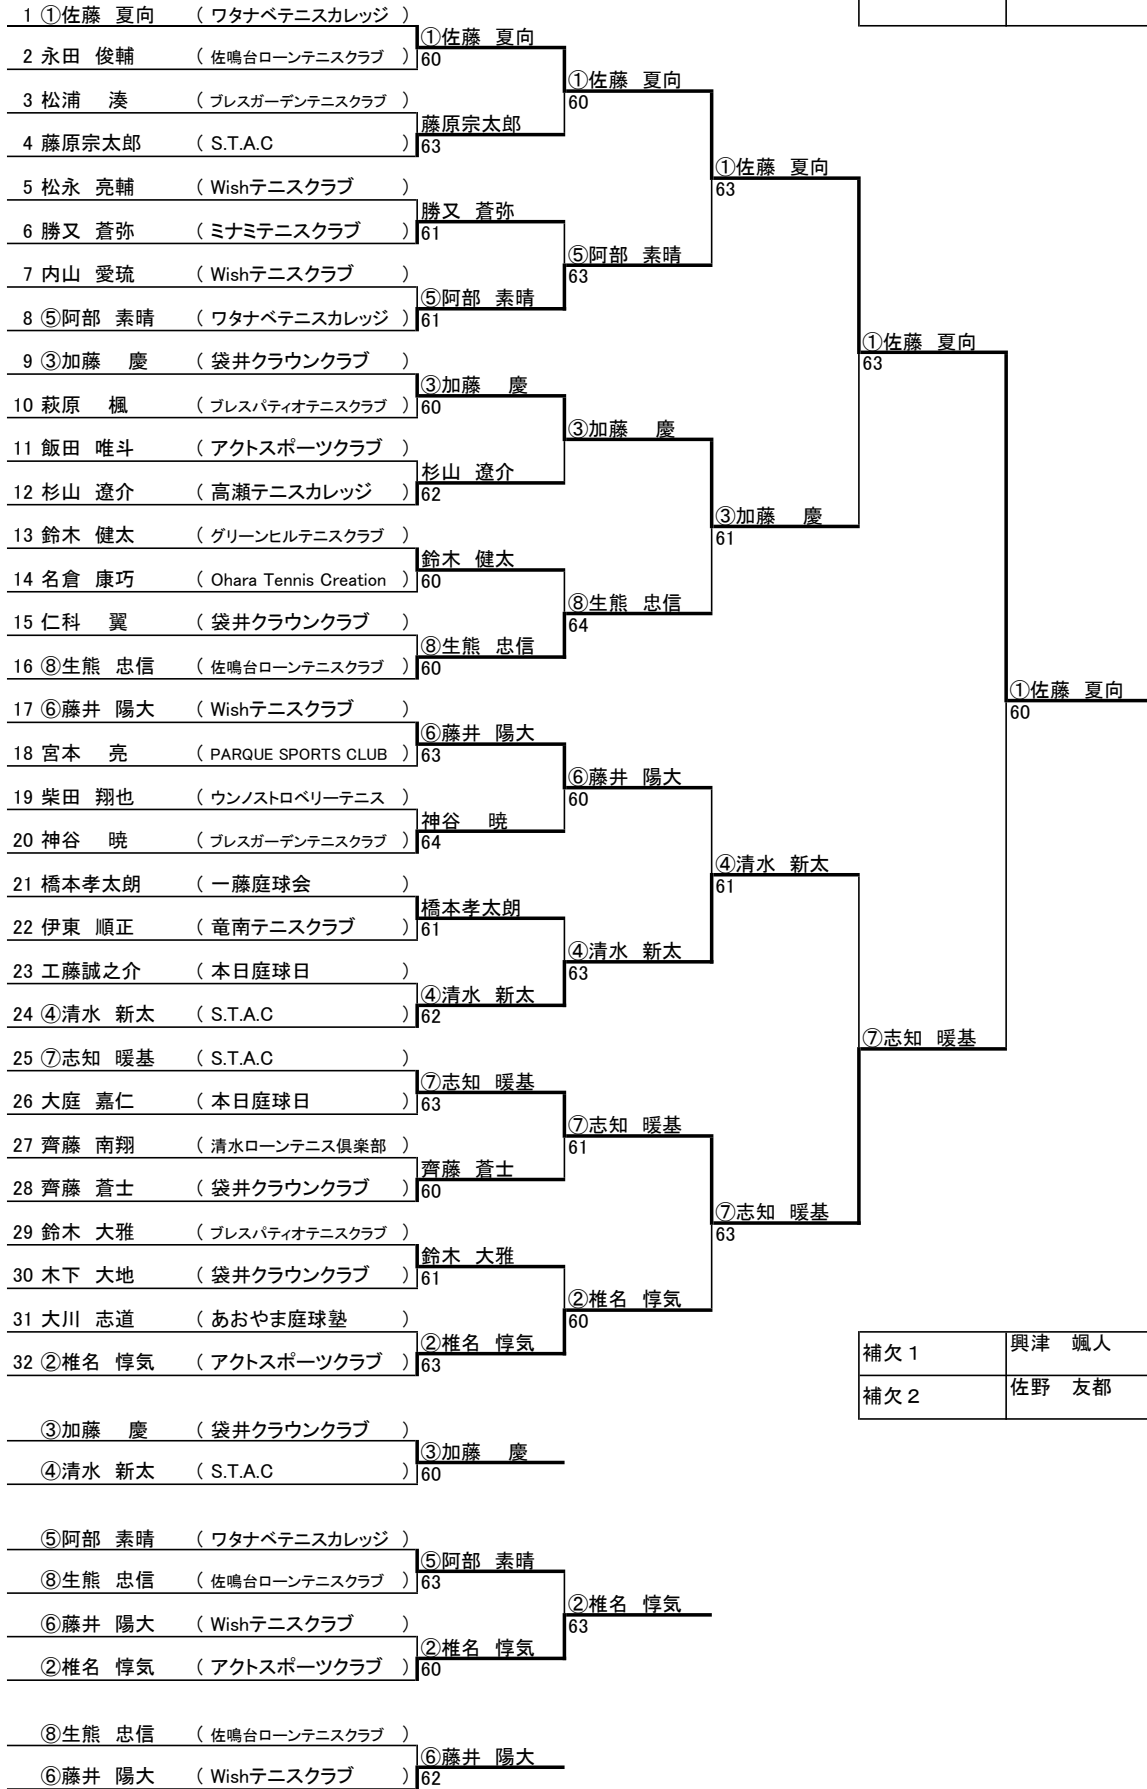 1 ①佐藤 夏向 ( ワタナベテニスカレッジ )
①佐藤 夏向
2 永田 俊輔 ( 佐鳴台ローンテニスクラブ ) 60
①佐藤 夏向
3 松浦 湊 ( ブレスガーデンテニスクラブ ) 60
藤原宗太郎
4 藤原宗太郎 ( S.T.A.C ) 63
①佐藤 夏向
5 松永 亮輔 ( Wishテニスクラブ ) 63
勝又 蒼弥
6 勝又 蒼弥 ( ミナミテニスクラブ ) 61
⑤阿部 素晴
7 内山 愛琉 ( Wishテニスクラブ ) 63
⑤阿部 素晴
8 ⑤阿部 素晴 ( ワタナベテニスカレッジ ) 61
①佐藤 夏向
9 ③加藤 慶 ( 袋井クラウンクラブ ) 63
③加藤 慶
10 萩原 楓 ( ブレスパティオテニスクラブ ) 60
③加藤 慶
11 飯田 唯斗 ( アクトスポーツクラブ )
杉山 遼介
12 杉山 遼介 ( 高瀬テニスカレッジ ) 62
③加藤 慶
13 鈴木 健太 ( グリーンヒルテニスクラブ ) 61
鈴木 健太
14 名倉 康巧 ( Ohara Tennis Creation ) 60
⑧生熊 忠信
15 仁科 翼 ( 袋井クラウンクラブ ) 64
⑧生熊 忠信
16 ⑧生熊 忠信 ( 佐鳴台ローンテニスクラブ ) 60
①佐藤 夏向
17 ⑥藤井 陽大 ( Wishテニスクラブ ) 60
⑥藤井 陽大
18 宮本 亮 ( PARQUE SPORTS CLUB ) 63
⑥藤井 陽大
19 柴田 翔也 ( ウンノストロベリーテニス ) 60
神谷 暁
20 神谷 暁 ( ブレスガーデンテニスクラブ ) 64
④清水 新太
21 橋本孝太朗 ( 一藤庭球会 ) 61
橋本孝太朗
22 伊東 順正 ( 竜南テニスクラブ ) 61
④清水 新太
23 工藤誠之介 ( 本日庭球日 ) 63
④清水 新太
24 ④清水 新太 ( S.T.A.C ) 62
⑦志知 暖基
25 ⑦志知 暖基 ( S.T.A.C )
⑦志知 暖基
26 大庭 嘉仁 ( 本日庭球日 ) 63
⑦志知 暖基
27 齊藤 南翔 ( 清水ローンテニス倶楽部 ) 61
齊藤 蒼士
28 齊藤 蒼士 ( 袋井クラウンクラブ ) 60
⑦志知 暖基
29 鈴木 大雅 ( ブレスパティオテニスクラブ ) 63
鈴木 大雅
30 木下 大地 ( 袋井クラウンクラブ ) 61
②椎名 惇気
31 大川 志道 ( あおやま庭球塾 ) 60
②椎名 惇気
32 ②椎名 惇気 ( アクトスポーツクラブ ) 63
補欠1 興津 颯人
補欠2 佐野 友都
③加藤 慶 ( 袋井クラウンクラブ )
③加藤 慶
④清水 新太 ( S.T.A.C ) 60
⑤阿部 素晴 ( ワタナベテニスカレッジ )
⑤阿部 素晴
⑧生熊 忠信 ( 佐鳴台ローンテニスクラブ ) 63
②椎名 惇気
⑥藤井 陽大 ( Wishテニスクラブ ) 63
②椎名 惇気
②椎名 惇気 ( アクトスポーツクラブ ) 60
⑧生熊 忠信 ( 佐鳴台ローンテニスクラブ )
⑥藤井 陽大
⑥藤井 陽大 ( Wishテニスクラブ ) 62